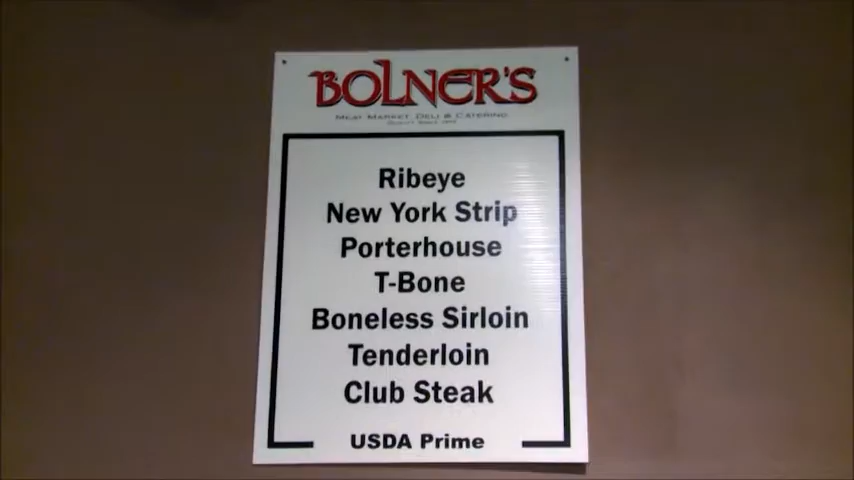 BOLNER'S
MEAT MARKET, DELI & CATERING
Ribeye
New York Strip
Porterhouse
T-Bone
Boneless Sirloin
Tenderloin
Club Steak
USDA Prime